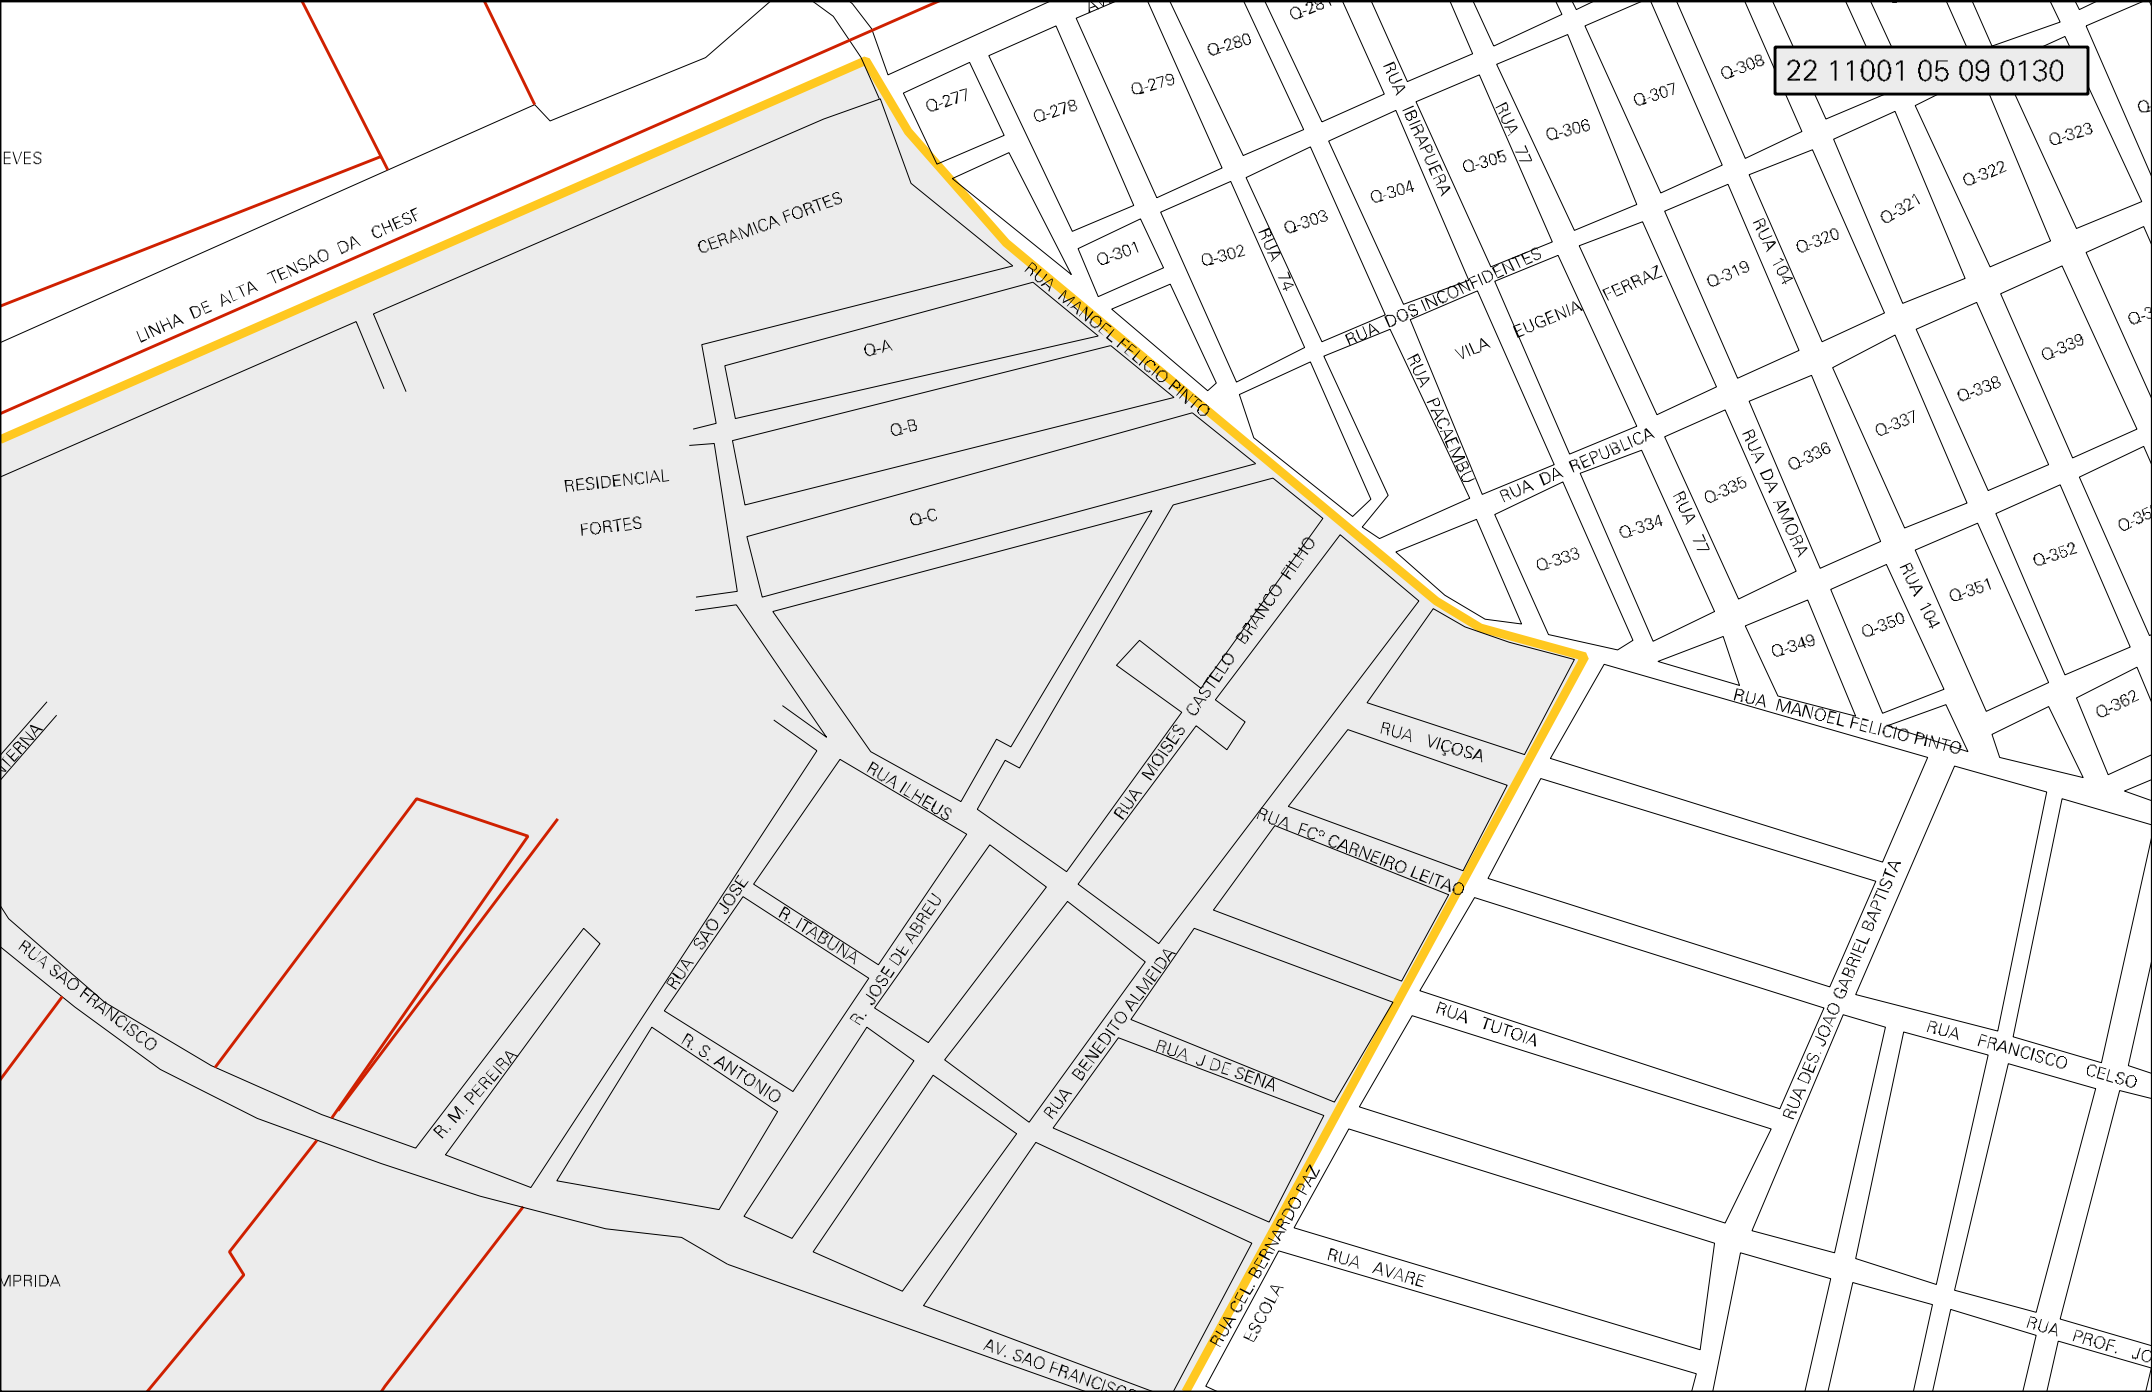 22 11001 05 09 0130
Q-280
Q-279
Q-278
Q-277
Q-308
Q-307
Q-306
Q-305
Q-304
Q-303
Q-302
Q-301
Q-323
Q-322
Q-321
Q-320
Q-319
RUA IBIRAPUERA
RUA 77
RUA 74
RUA 104
EVES
LINHA DE ALTA TENSAO DA CHESF
CERAMICA FORTES
RUA MANOEL FELICIO PINTO
RUA DOS INCONFIDENTES
VILA EUGENIA FERRAZ
RUA PACAEMBU
RUA DA REPUBLICA
Q-339
Q-338
Q-337
Q-336
Q-335
Q-334
Q-333
RUA DA AMORA
RUA 77
Q-A
Q-B
Q-C
RESIDENCIAL
FORTES
Q-352
Q-351
Q-350
Q-349
Q-362
RUA 104
RUA MANOEL FELICIO PINTO
RUA MOISES CASTELO BRANCO FILHO
RUA VIÇOSA
RUA FCº CARNEIRO LEITAO
RUA ILHEUS
RUA SAO JOSE
R. ITABUNA
R. JOSE DE ABREU
R. S. ANTONIO
R. M. PEREIRA
RUA SAO FRANCISCO
RUA BENEDITO ALMEIDA
RUA J DE SENA
RUA TUTOIA
RUA DES. JOAO GABRIEL BAPTISTA
RUA FRANCISCO CELSO
RUA CEL. BERNARDO PAZ
RUA AVARE
ESCOLA
RUA PROF. JO
AV. SAO FRANCISCO
MPRIDA